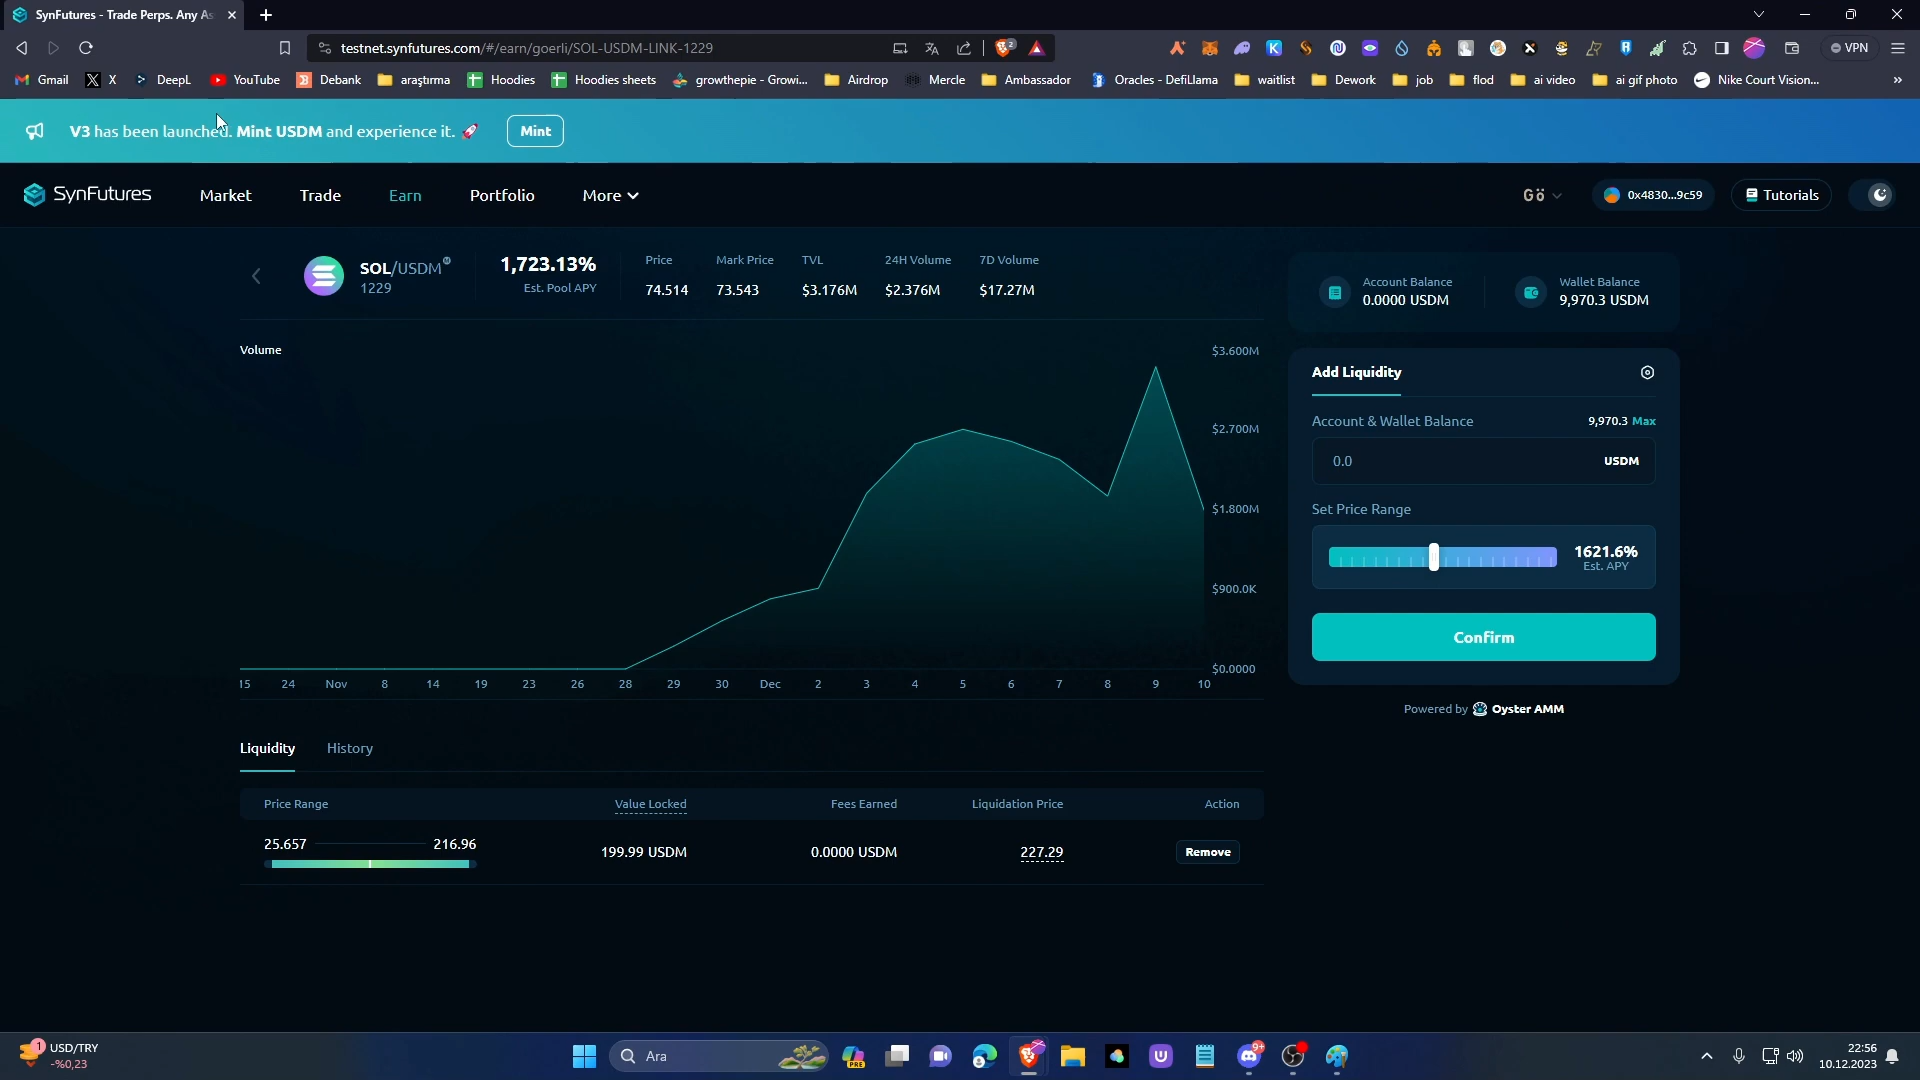 SynFutures - Trade Perps. Any As
testnet.synfutures.com/#/earn/goerli/SOL-USDM-LINK-1229
2
VPN
Gmail X DeepL YouTube Debank araştırma Hoodies Hoodies sheets growthepie - Growi... Airdrop Mercle Ambassador Oracles - DefiLlama waitlist Dework job flod ai video ai gif photo Nike Court Vision...
V3 has been launched. Mint USDM and experience it. 🚀 Mint
SynFutures Market Trade Earn Portfolio More Gö 0x4830...9c59 Tutorials
SOL/USDM
1229
1,723.13%
Est. Pool APY
Price Mark Price TVL 24H Volume 7D Volume
74.514 73.543 $3.176M $2.376M $17.27M
Account Balance
0.0000 USDM
Wallet Balance
9,970.3 USDM
Volume
$3.600M
$2.700M
$1.800M
$900.0K
$0.0000
15 24 Nov 8 14 19 23 26 28 29 30 Dec 2 3 4 5 6 7 8 9 10
Add Liquidity
Account & Wallet Balance 9,970.3 Max
0.0 USDM
Set Price Range
1621.6%
Est. APY
Confirm
Powered by Oyster AMM
Liquidity History
Price Range Value Locked Fees Earned Liquidation Price Action
25.657 216.96 199.99 USDM 0.0000 USDM 227.29 Remove
1
USD/TRY
-%0,23
Ara
PRE
9+
22:56
10.12.2023